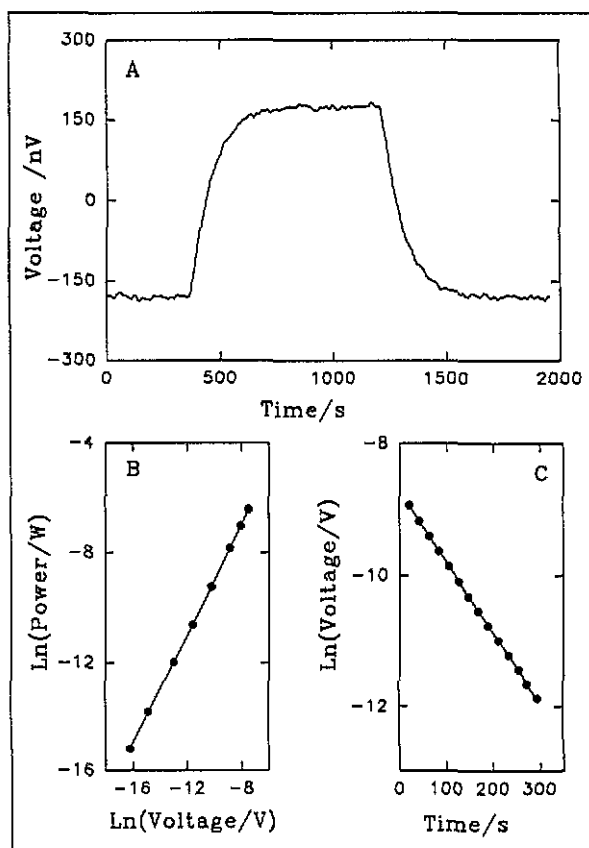 A
Voltage /nV
300
150
0
-150
-300
0 500 1000 1500 2000
Time/s
B
Ln(Power/W)
-4
-8
-12
-16
-16 -12 -8
Ln(Voltage/V)
C
Ln(Voltage/V)
-8
-10
-12
0 100 200 300
Time/s